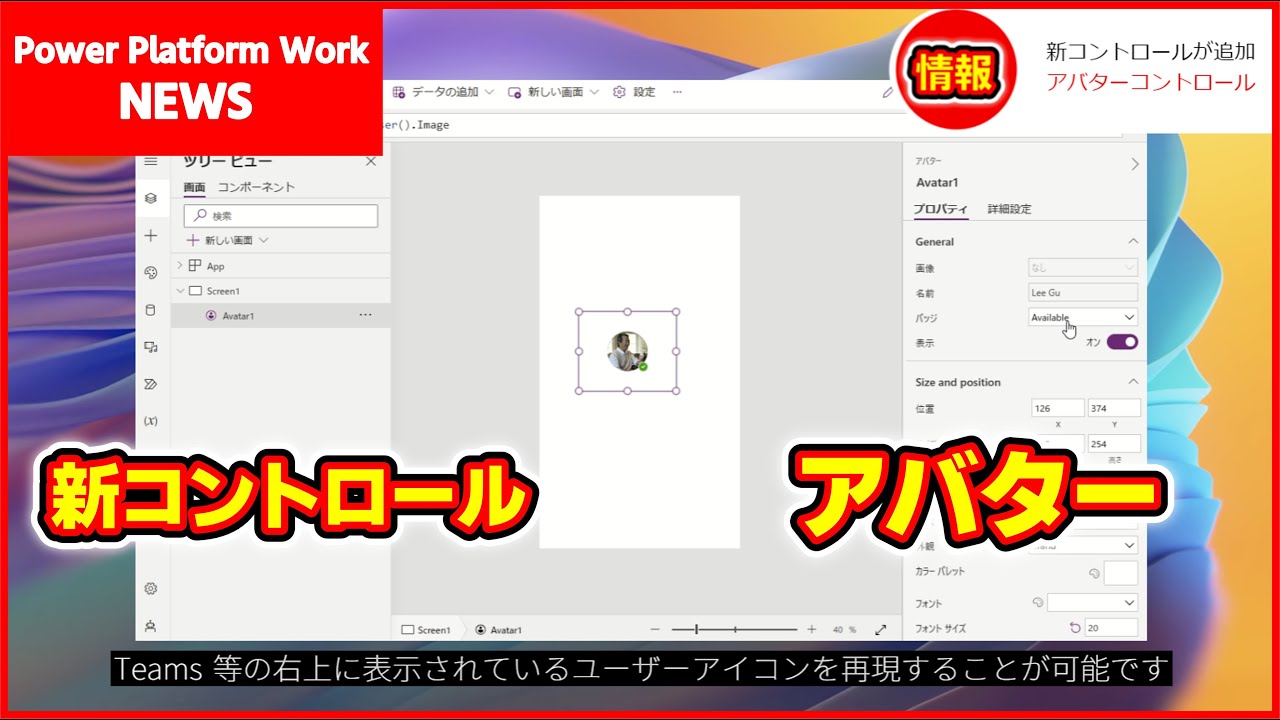 Power Platform Work
NEWS
情報
新コントロールが追加
アバターコントロール
データの追加
新しい画面
設定
ser().Image
ツリー ビュー
画面 コンポーネント
検索
新しい画面
App
Screen1
Avatar1
アバター
Avatar1
プロパティ 詳細設定
General
画像 なし
名前 Lee Gu
バッジ Available
表示 オン
Size and position
位置 126 374
X Y
254
高さ
新コントロール
アバター
外観
カラー パレット
フォント
フォント サイズ 20
Screen1 Avatar1
40 %
Teams 等の右上に表示されているユーザーアイコンを再現することが可能です